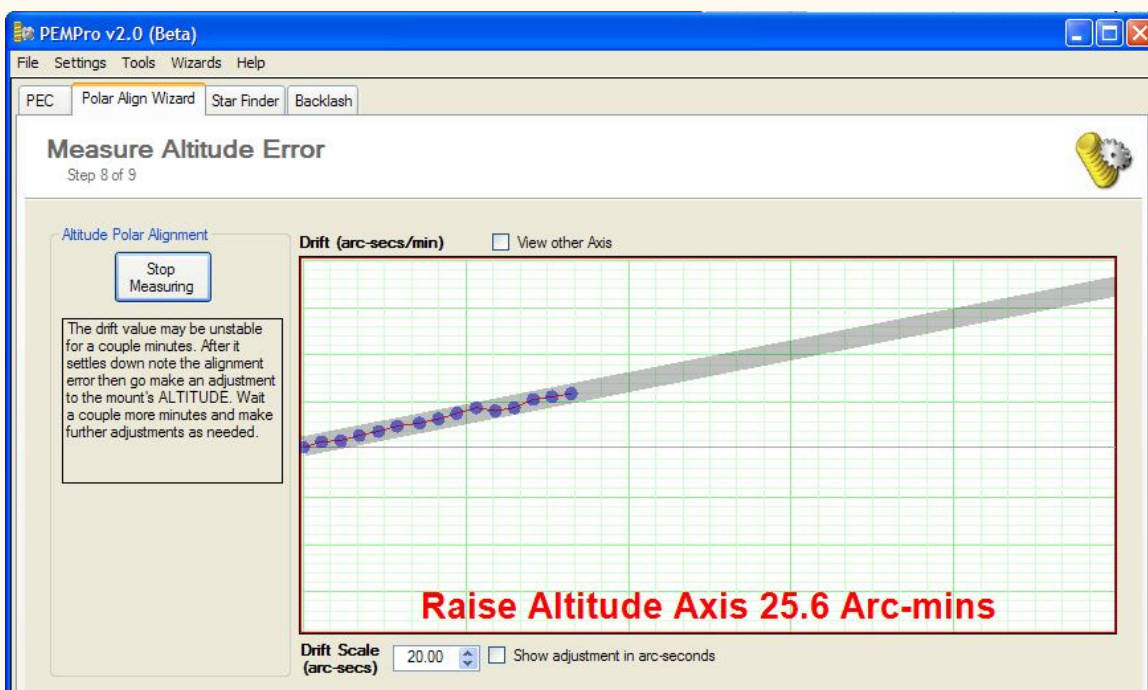 PEMPro v2.0 (Beta)
File Settings Tools Wizards Help
PEC Polar Align Wizard Star Finder Backlash
Measure Altitude Error
Step 8 of 9
Altitude Polar Alignment
Stop
Measuring
The drift value may be unstable
for a couple minutes. After it
settles down note the alignment
error then go make an adjustment
to the mount's ALTITUDE. Wait
a couple more minutes and make
further adjustments as needed.
Drift (arc-secs/min) View other Axis
Raise Altitude Axis 25.6 Arc-mins
Drift Scale
(arc-secs)
20.00
Show adjustment in arc-seconds